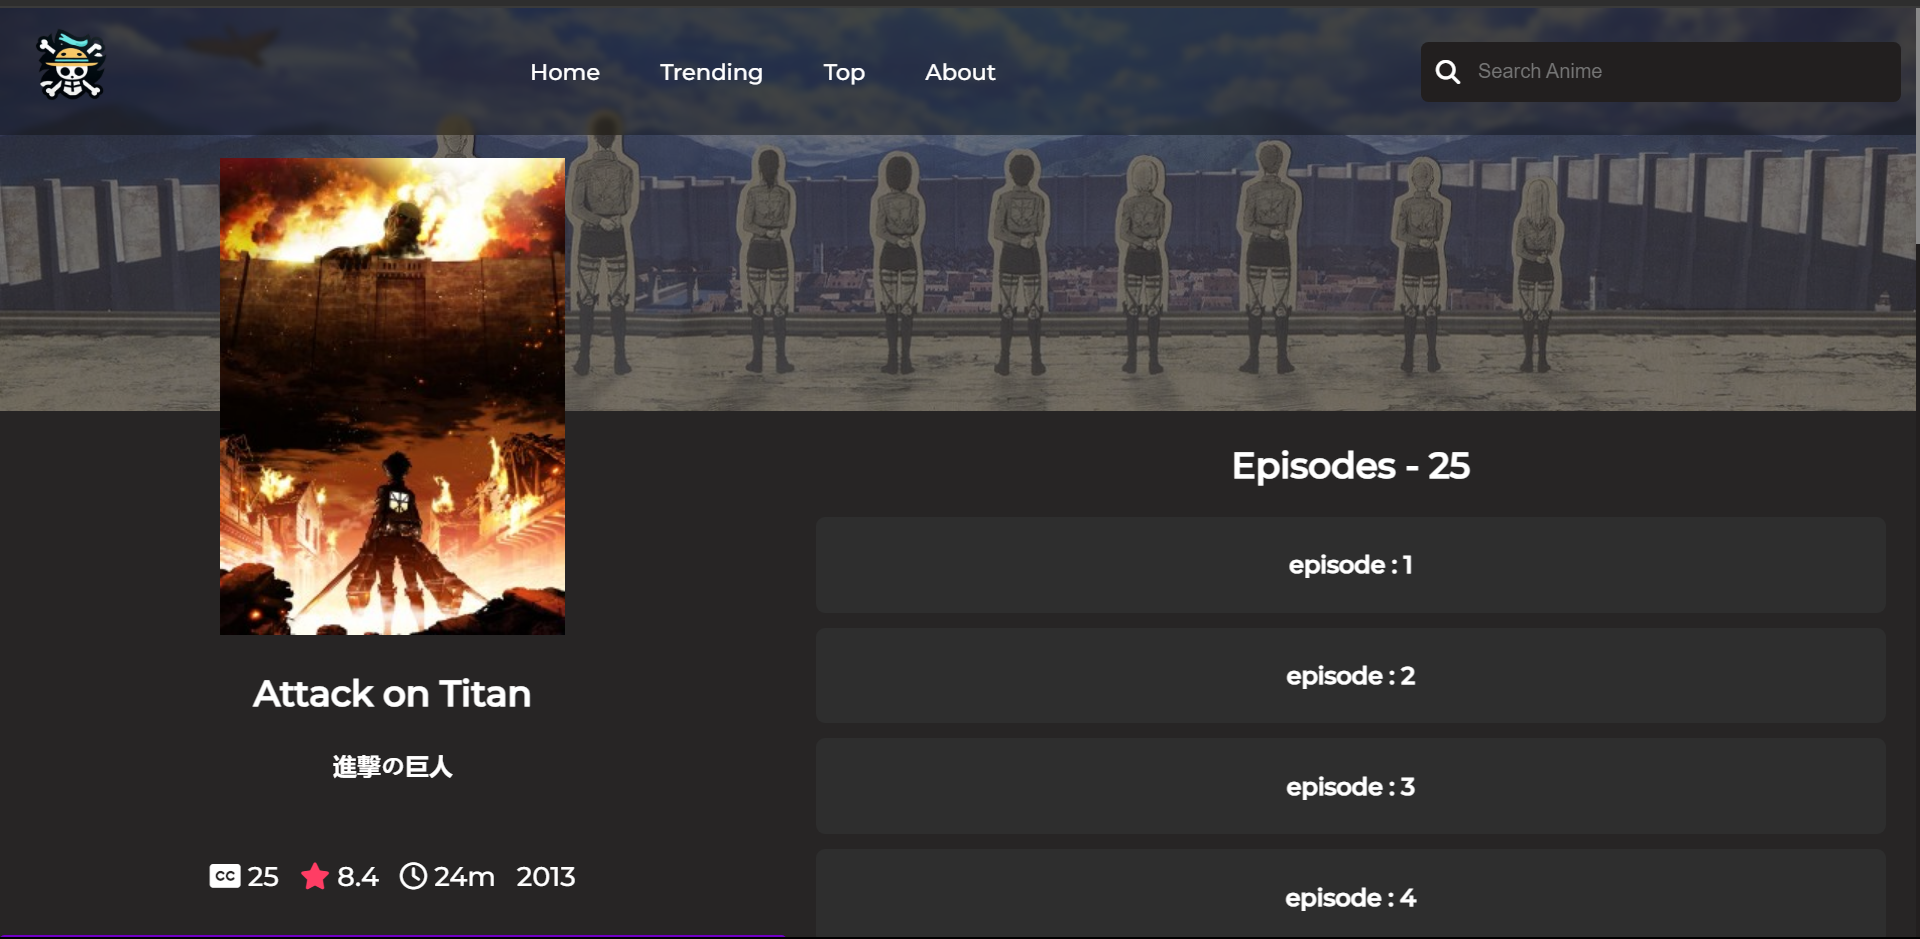 Home Trending Top About Search Anime
Attack on Titan
進撃の巨人
CC 25 8.4 24m 2013
Episodes - 25
episode : 1
episode : 2
episode : 3
episode : 4